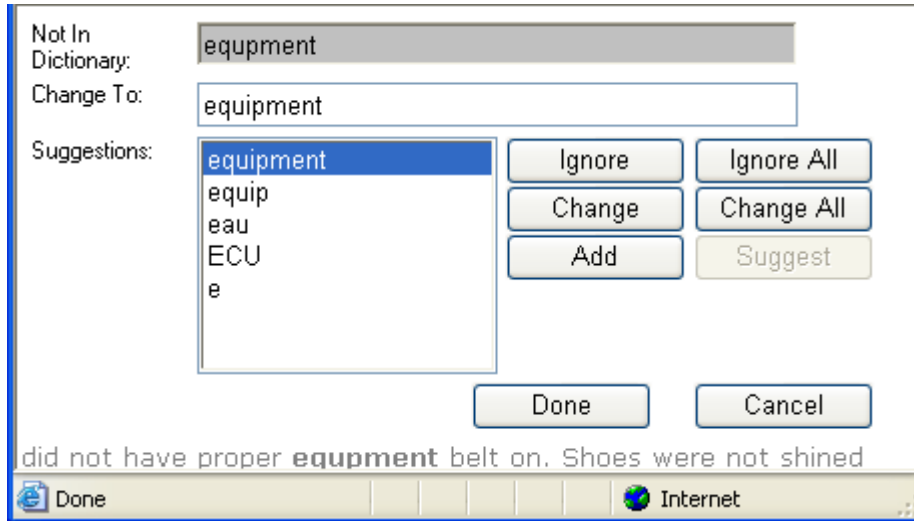 Not In
Dictionary:
equpment
Change To:
equipment
Suggestions:
equipment
equip
eau
ECU
e
Ignore
Ignore All
Change
Change All
Add
Suggest
Done
Cancel
did not have proper equpment belt on. Shoes were not shined
Done
Internet